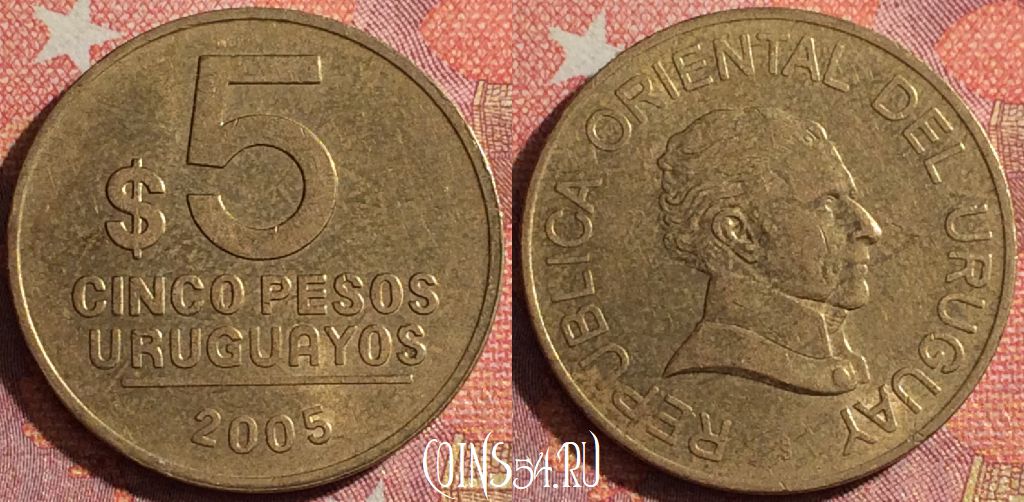 $ 5
CINCO PESOS
URUGUAYOS
2005
REPUBLICA ORIENTAL DEL URUGUAY
COINS54.RU